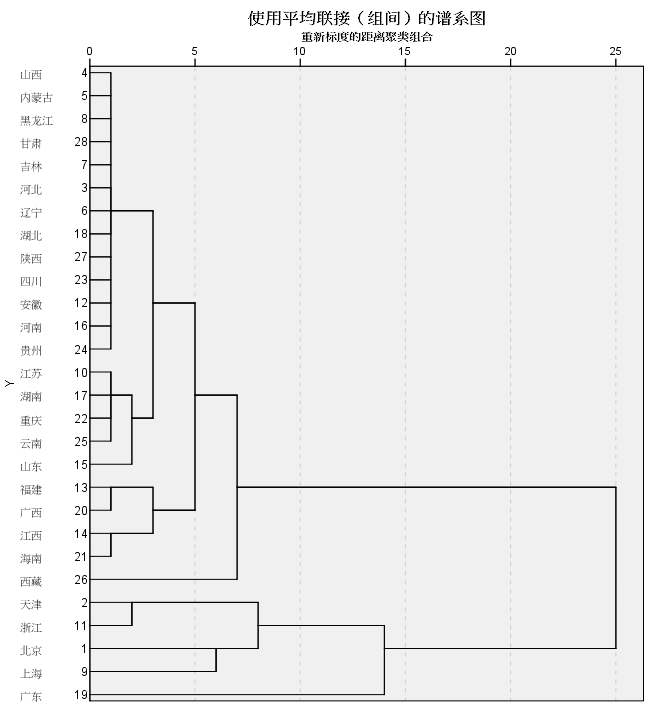 使用平均联接（组间）的谱系图
重新标度的距离聚类组合
0 5 10 15 20 25
山西 4
内蒙古 5
黑龙江 8
甘肃 28
吉林 7
河北 3
辽宁 6
湖北 18
陕西 27
四川 23
安徽 12
河南 16
贵州 24
江苏 10
Y
湖南 17
重庆 22
云南 25
山东 15
福建 13
广西 20
江西 14
海南 21
西藏 26
天津 2
浙江 11
北京 1
上海 9
广东 19